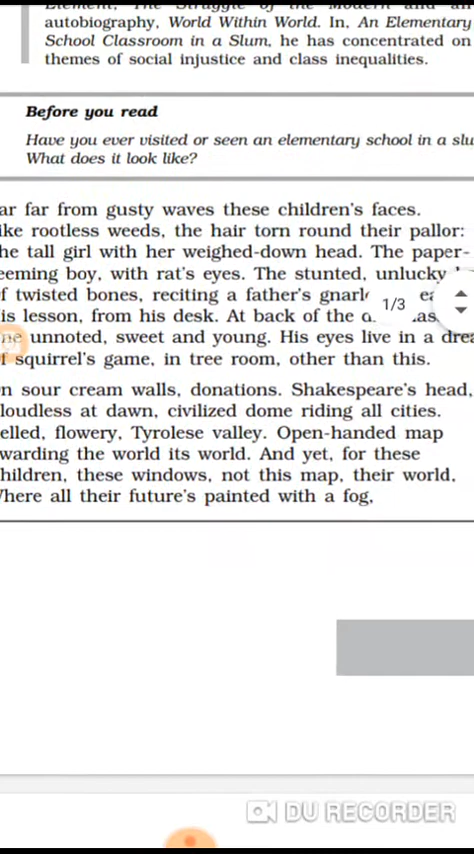 Element, The Struggle of the Modern and an
autobiography, World Within World. In, An Elementary
School Classroom in a Slum, he has concentrated on
themes of social injustice and class inequalities.
Before you read
Have you ever visited or seen an elementary school in a slu
What does it look like?
ar far from gusty waves these children's faces.
ike rootless weeds, the hair torn round their pallor:
he tall girl with her weighed-down head. The paper-
eeming boy, with rat's eyes. The stunted, unlucky
f twisted bones, reciting a father's gnarl
1/3
is lesson, from his desk. At back of the
ne unnoted, sweet and young. His eyes live in a drea
f squirrel's game, in tree room, other than this.
n sour cream walls, donations. Shakespeare's head,
loudless at dawn, civilized dome riding all cities.
elled, flowery, Tyrolese valley. Open-handed map
warding the world its world. And yet, for these
hildren, these windows, not this map, their world,
here all their future's painted with a fog,
DU RECORDER